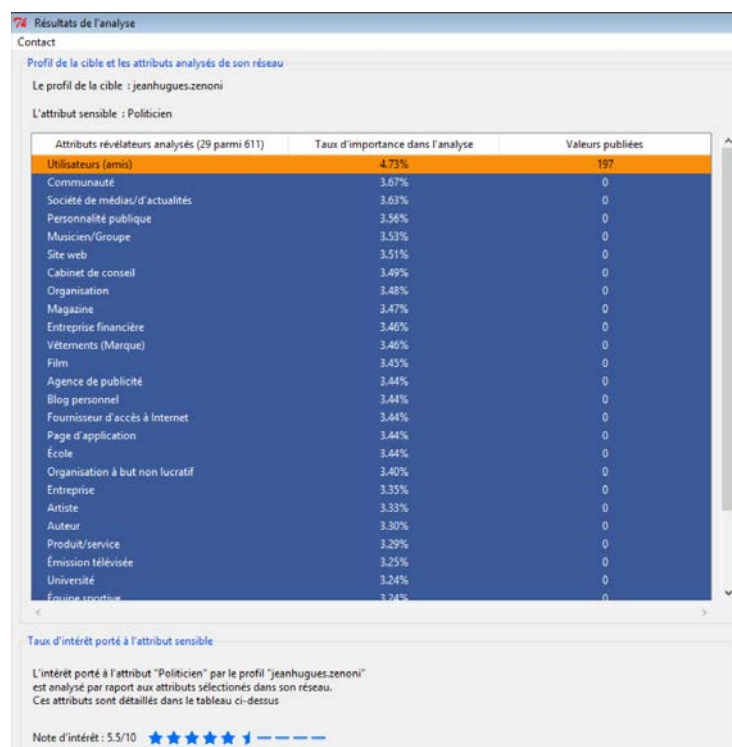 Résultats de l'analyse
Contact
Profil de la cible et les attributs analysés de son réseau
Le profil de la cible : jeanhugues.zenoni
L'attribut sensible : Politicien
Attributs révélateurs analysés (29 parmi 611) Taux d'importance dans l'analyse Valeurs publiées
Utilisateurs (amis) 4.73% 197
Communauté 3.67% 0
Société de médias/d'actualités 3.63% 0
Personnalité publique 3.56% 0
Musicien/Groupe 3.53% 0
Site web 3.51% 0
Cabinet de conseil 3.49% 0
Organisation 3.48% 0
Magazine 3.47% 0
Entreprise financière 3.46% 0
Vêtements (Marque) 3.46% 0
Film 3.45% 0
Agence de publicité 3.44% 0
Blog personnel 3.44% 0
Fournisseur d'accès à Internet 3.44% 0
Page d'application 3.44% 0
École 3.44% 0
Organisation à but non lucratif 3.40% 0
Entreprise 3.35% 0
Artiste 3.33% 0
Auteur 3.30% 0
Produit/service 3.29% 0
Émission télévisée 3.25% 0
Université 3.24% 0
Équipe sportive 3.24% 0
Taux d'intérêt porté à l'attribut sensible
L'intérêt porté à l'attribut "Politicien" par le profil "jeanhugues.zenoni"
est analysé par raport aux attributs sélectionés dans son réseau.
Ces attributs sont détaillés dans le tableau ci-dessus
Note d'intérêt : 5.5/10